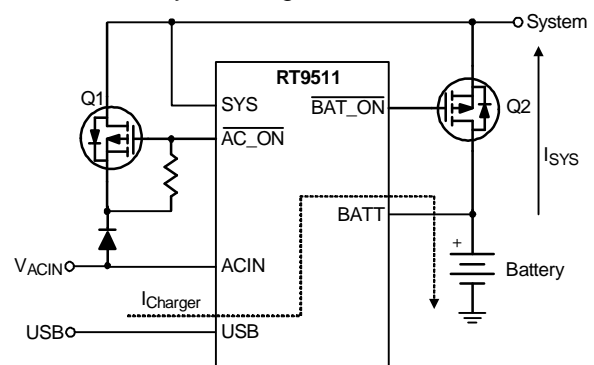 System
RT9511
Q1
SYS
BAT_ON
Q2
AC_ON
ISYS
BATT
+
VACIN
ACIN
Battery
ICharger
USB
USB